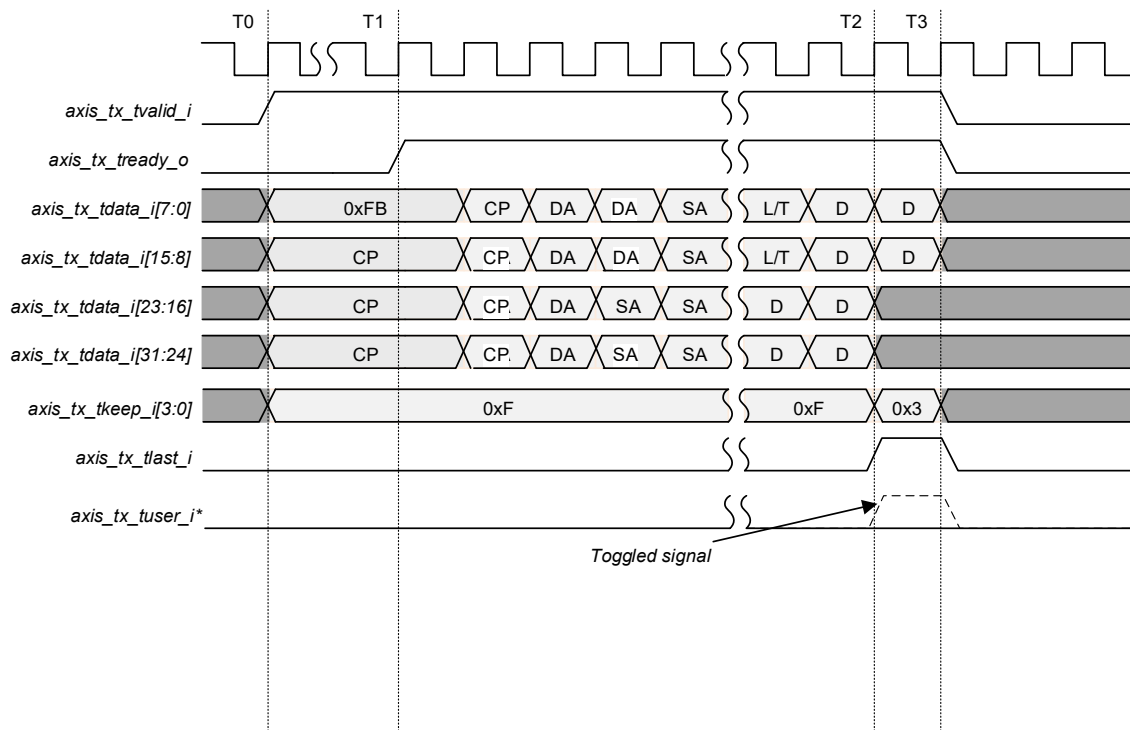 T0 T1 T2 T3
axis_tx_tvalid_i
axis_tx_tready_o
axis_tx_tdata_i[7:0] 0xFB CP DA DA SA L/T D D
axis_tx_tdata_i[15:8] CP CP. DA DA SA L/T D D
axis_tx_tdata_i[23:16] CP CP. DA SA SA D D
axis_tx_tdata_i[31:24] CP CP. DA SA SA D D
axis_tx_tkeep_i[3:0] 0xF 0xF 0x3
axis_tx_tlast_i
axis_tx_tuser_i*
Toggled signal